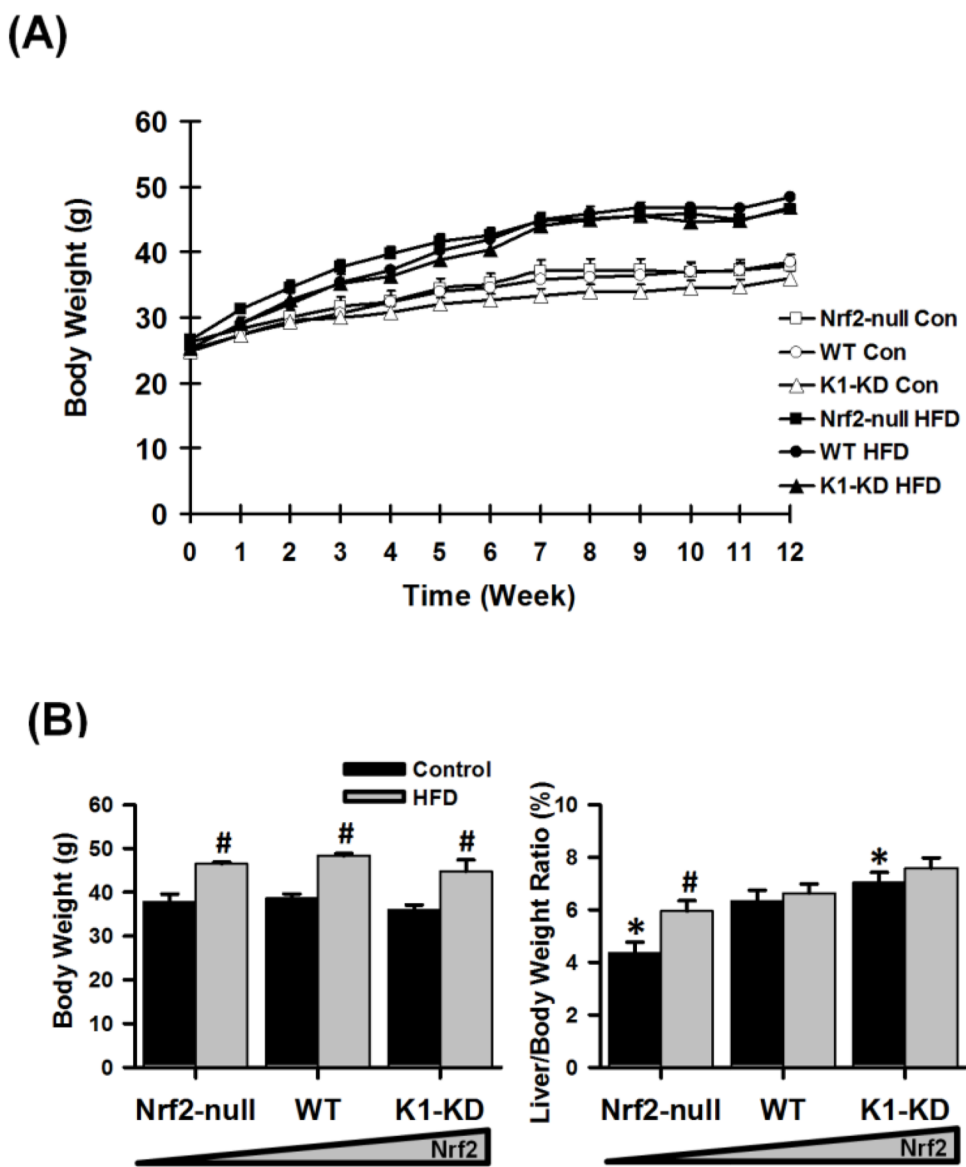 (A)
60
50
40
30
20
10
0
Body Weight (g)
0 1 2 3 4 5 6 7 8 9 10 11 12
Time (Week)
Nrf2-null Con
WT Con
K1-KD Con
Nrf2-null HFD
WT HFD
K1-KD HFD
(B)
Control
HFD
60
50
40
30
20
10
0
Body Weight (g)
# # #
Nrf2-null WT K1-KD
Nrf2
10
8
6
4
2
0
Liver/Body Weight Ratio (%)
* # *
Nrf2-null WT K1-KD
Nrf2